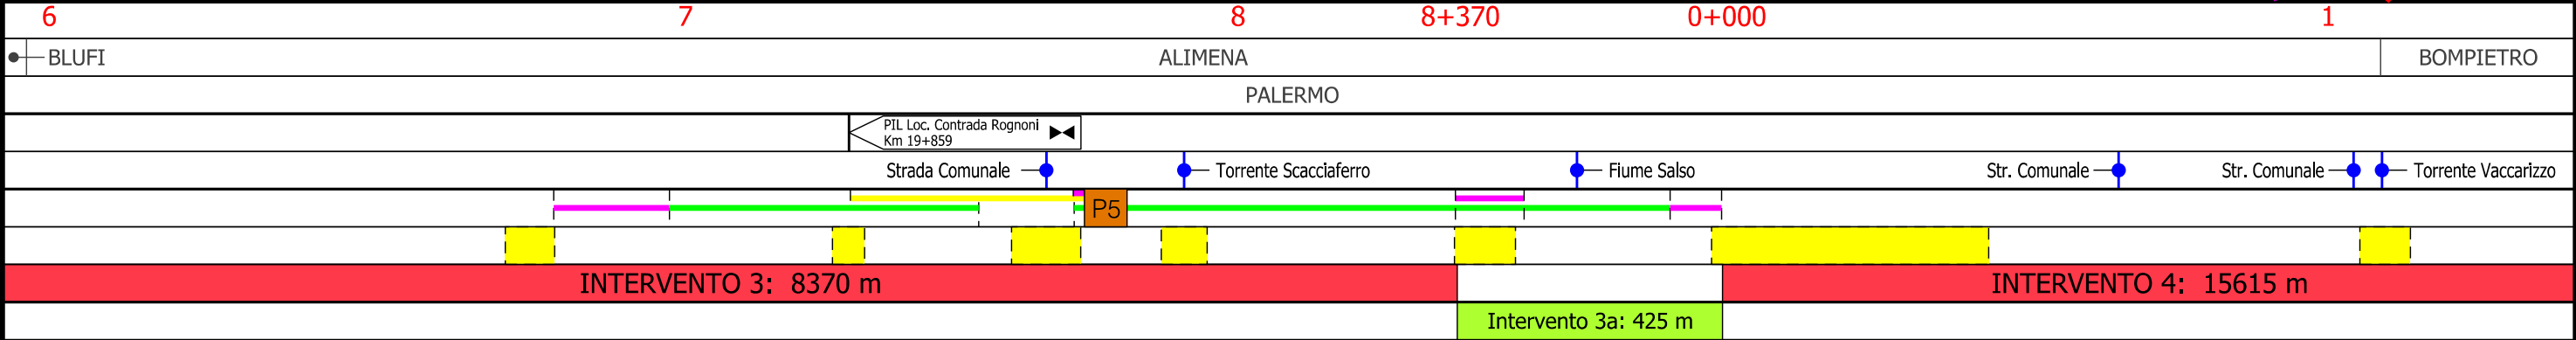 6 7 8 8+370 0+000 1
BLUFI ALIMENA BOMPIETRO
PALERMO
PIL Loc. Contrada Rognoni
Km 19+859
Strada Comunale Torrente Scacciaferro Fiume Salso Str. Comunale Str. Comunale Torrente Vaccarizzo
P5
INTERVENTO 3: 8370 m INTERVENTO 4: 15615 m
Intervento 3a: 425 m